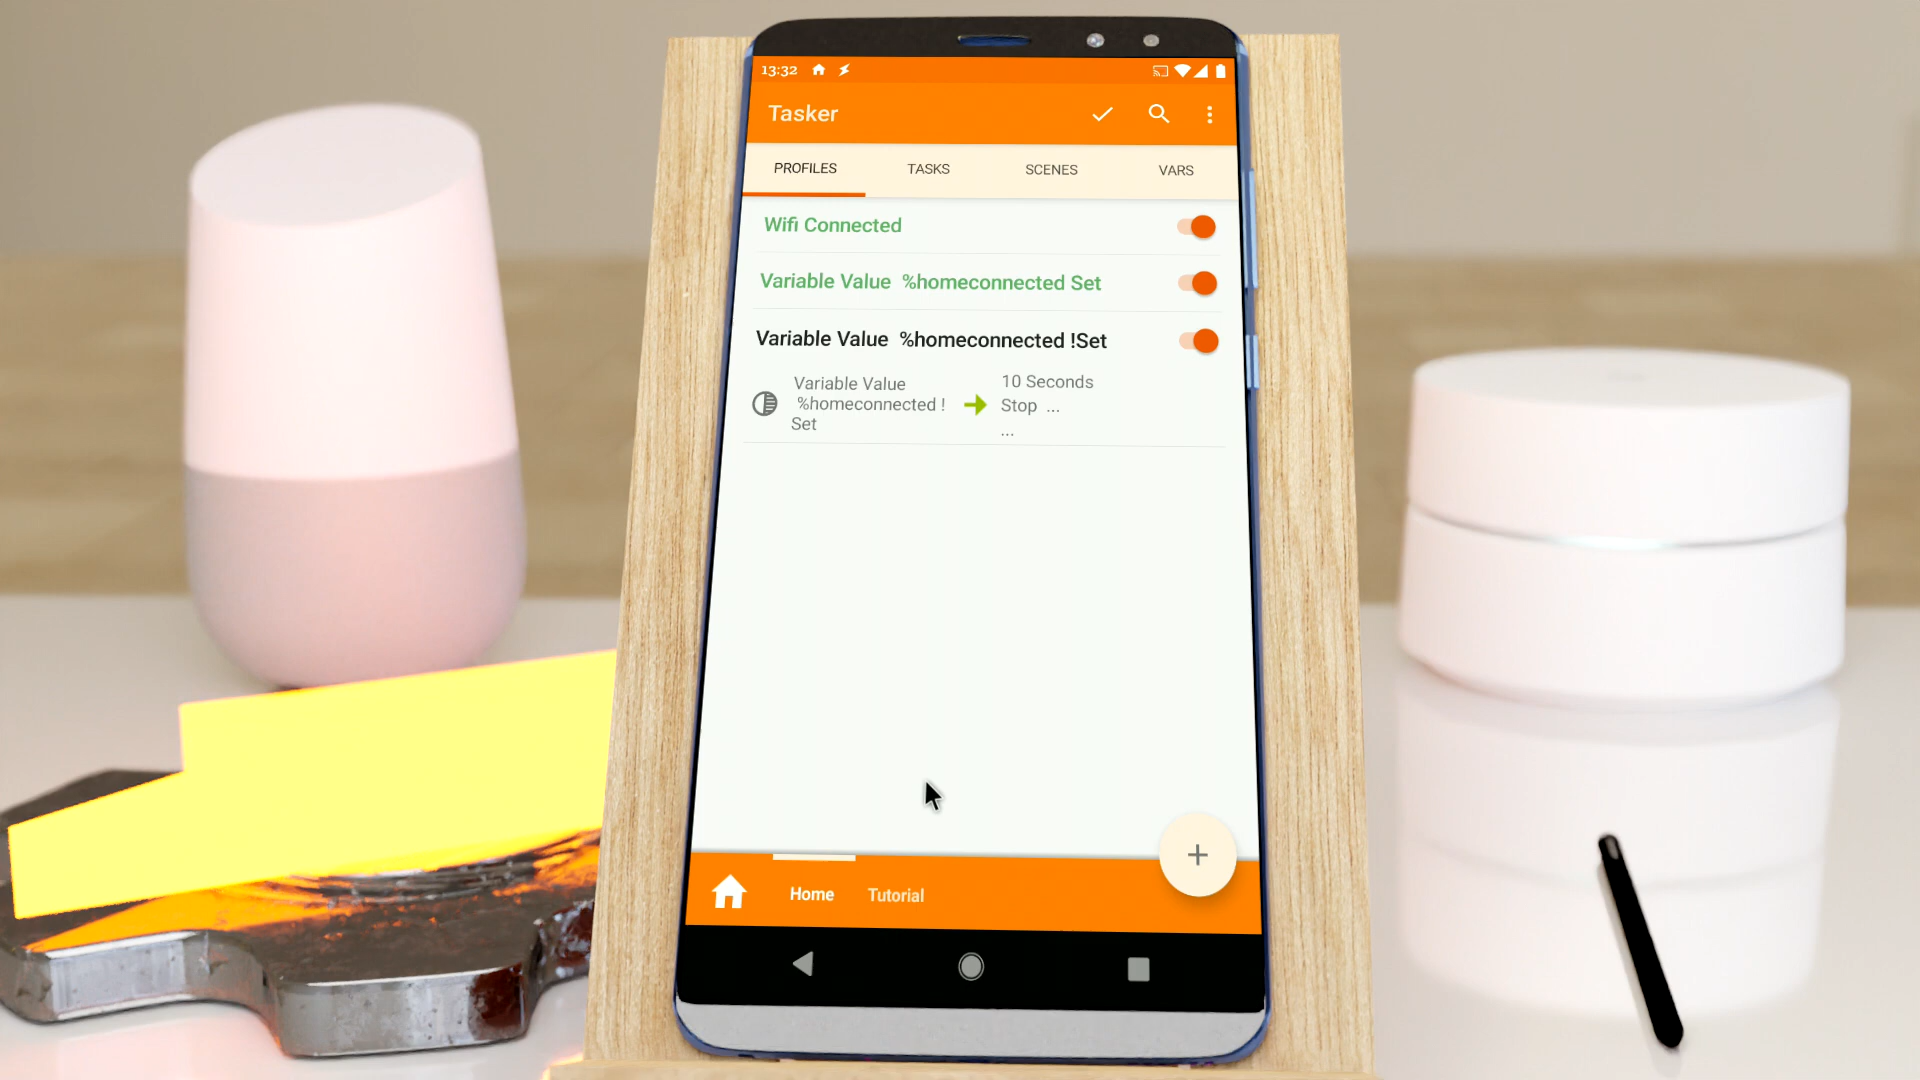 13:32
Tasker
PROFILES TASKS SCENES VARS
Wifi Connected
Variable Value %homeconnected Set
Variable Value %homeconnected !Set
Variable Value
%homeconnected !
Set
10 Seconds
Stop ...
...
Home Tutorial